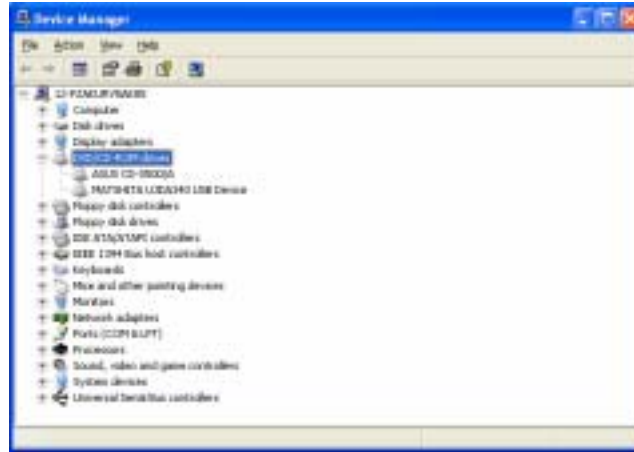 Device Manager
File Action View Help
Computer
Disk drives
Display adapters
DVD/CD-ROM drives
ASUS CD-S500/A
MATSHITA USB Device
Floppy disk controllers
Floppy disk drives
IDE ATA/ATAPI controllers
IEEE 1394 Bus host controllers
Keyboards
Mice and other pointing devices
Monitors
Network adapters
Ports (COM & LPT)
Processors
Sound, video and game controllers
System devices
Universal Serial Bus controllers